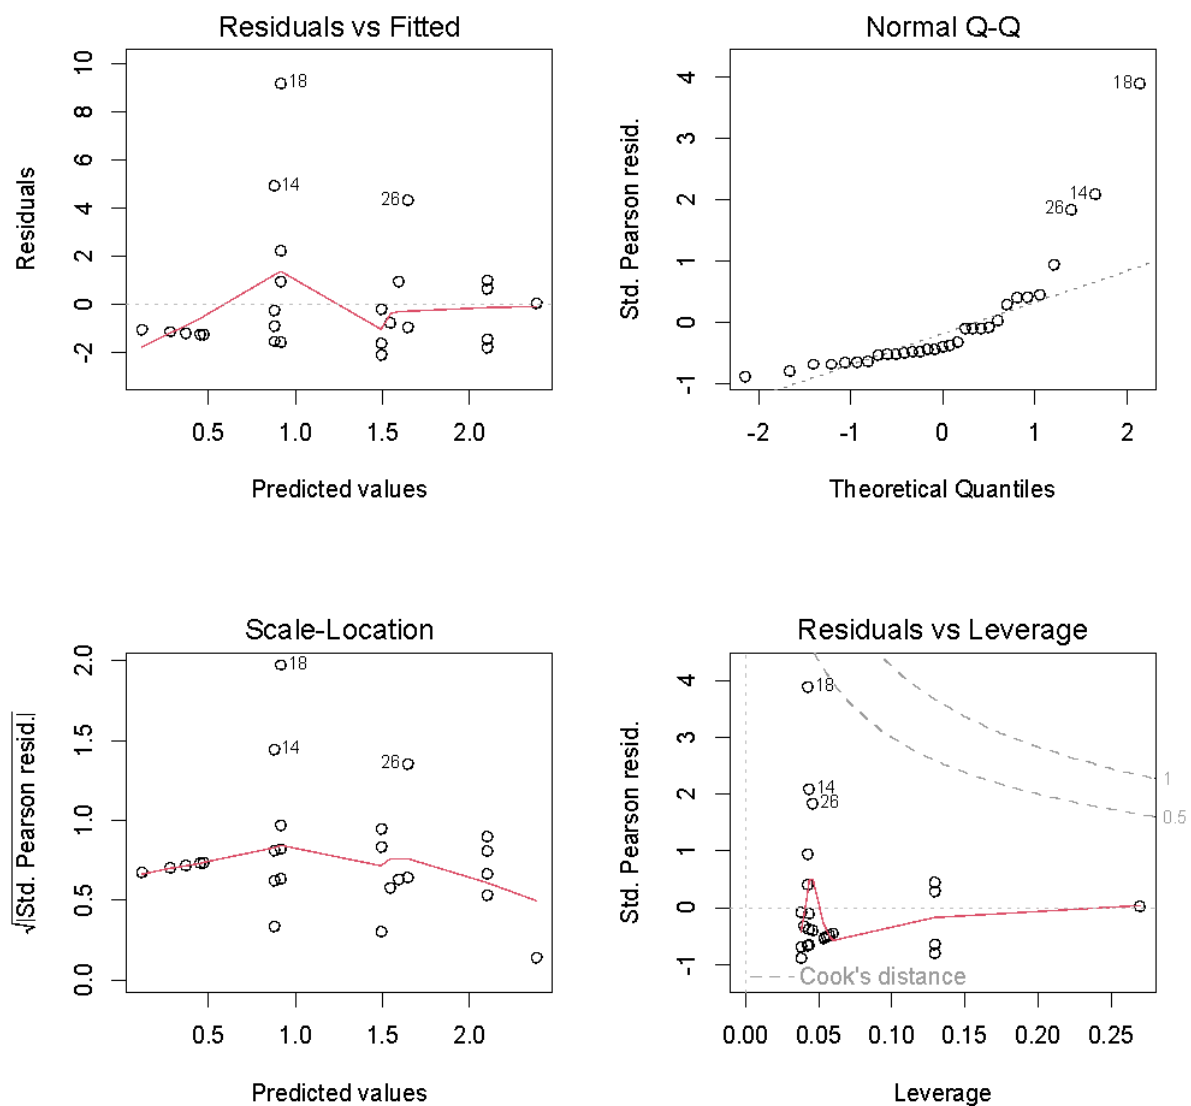 Residuals vs Fitted
Residuals
10
8
6
4
2
0
-2
18
14
26
0.5 1.0 1.5 2.0
Predicted values
Normal Q-Q
Std. Pearson resid.
4
3
2
1
0
-1
18
14
26
-2 -1 0 1 2
Theoretical Quantiles
Scale-Location
√|Std. Pearson resid.|
2.0
1.5
1.0
0.5
0.0
18
14
26
0.5 1.0 1.5 2.0
Predicted values
Residuals vs Leverage
Std. Pearson resid.
4
3
2
1
0
-1
18
14
26
1
0.5
Cook's distance
0.00 0.05 0.10 0.15 0.20 0.25
Leverage